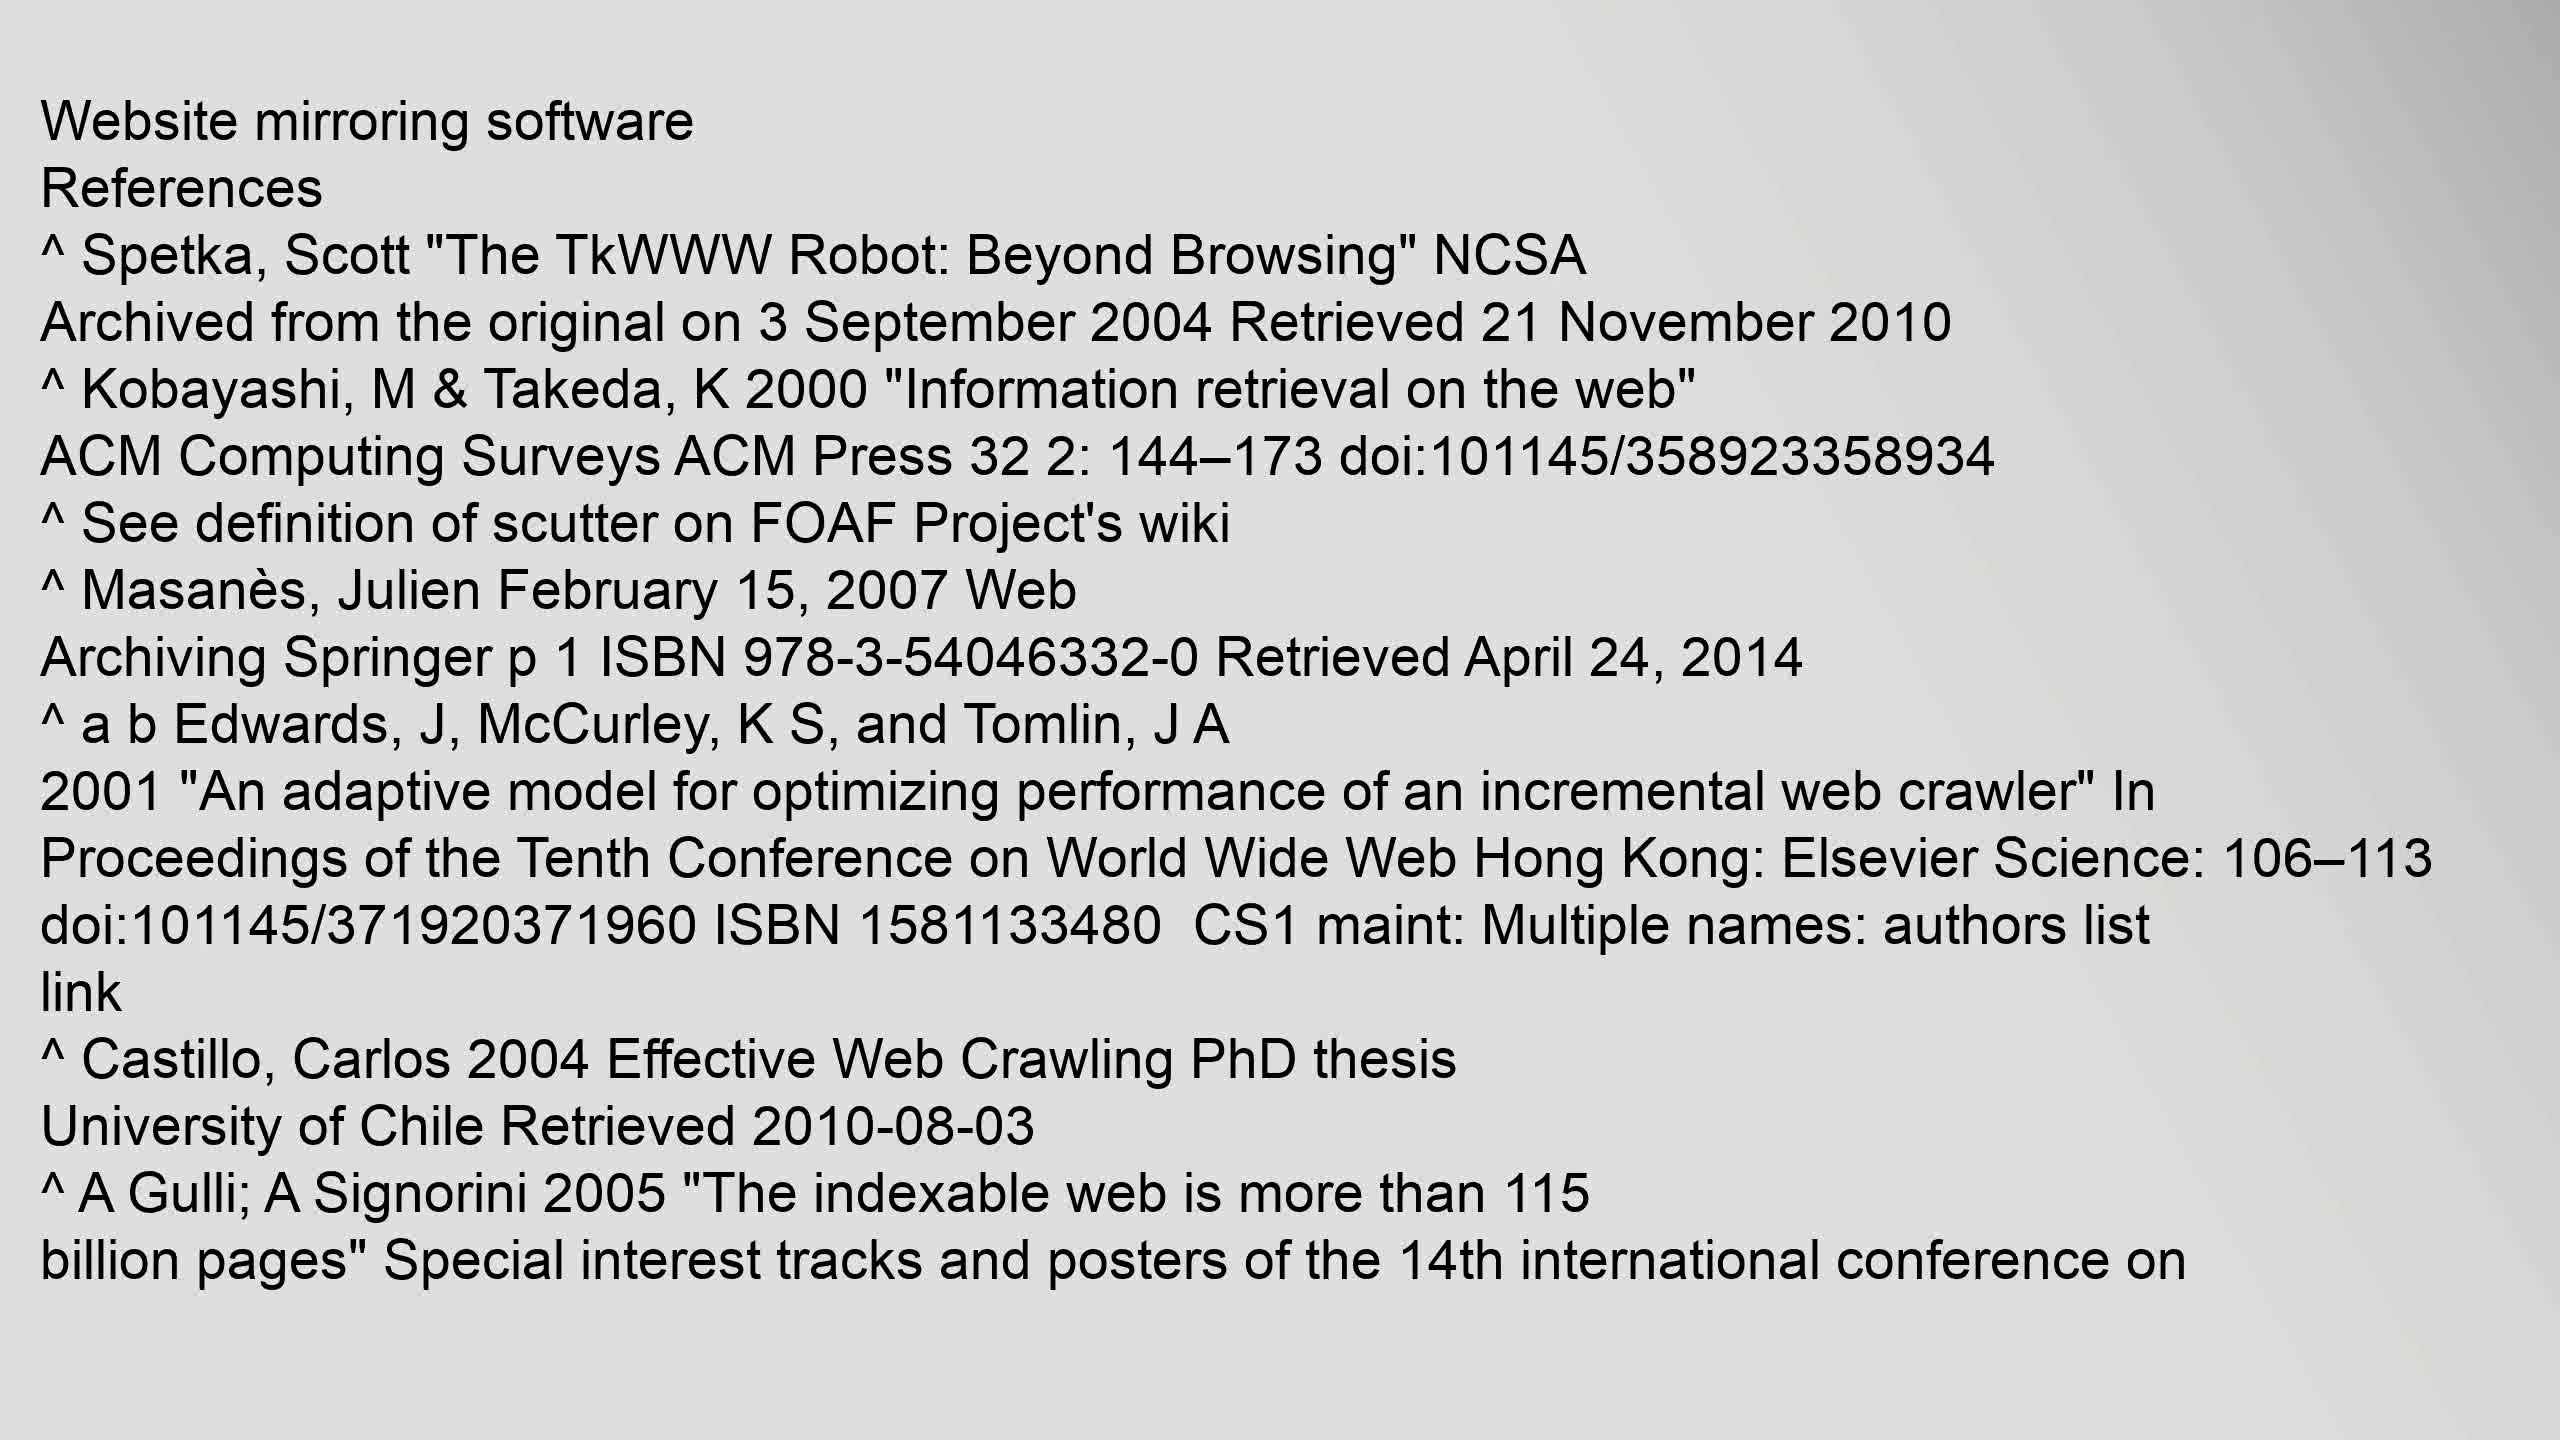 Website mirroring software
References
^ Spetka, Scott "The TkWWW Robot: Beyond Browsing" NCSA
Archived from the original on 3 September 2004 Retrieved 21 November 2010
^ Kobayashi, M & Takeda, K 2000 "Information retrieval on the web"
ACM Computing Surveys ACM Press 32 2: 144–173 doi:101145/358923358934
^ See definition of scutter on FOAF Project's wiki
^ Masanès, Julien February 15, 2007 Web
Archiving Springer p 1 ISBN 978-3-54046332-0 Retrieved April 24, 2014
^ a b Edwards, J, McCurley, K S, and Tomlin, J A
2001 "An adaptive model for optimizing performance of an incremental web crawler" In
Proceedings of the Tenth Conference on World Wide Web Hong Kong: Elsevier Science: 106–113
doi:101145/371920371960 ISBN 1581133480  CS1 maint: Multiple names: authors list
link
^ Castillo, Carlos 2004 Effective Web Crawling PhD thesis
University of Chile Retrieved 2010-08-03
^ A Gulli; A Signorini 2005 "The indexable web is more than 115
billion pages" Special interest tracks and posters of the 14th international conference on